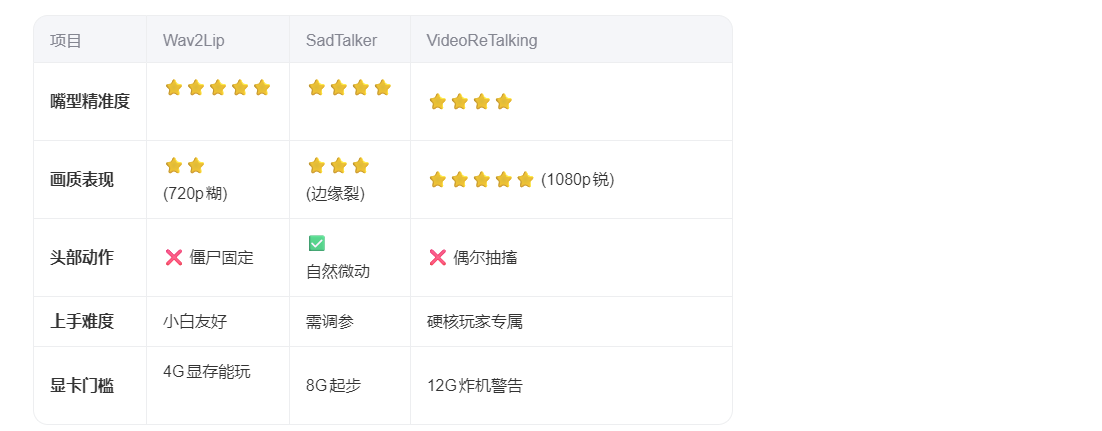 项目 Wav2Lip SadTalker VideoReTalking
嘴型精准度 ⭐⭐⭐⭐⭐ ⭐⭐⭐⭐ ⭐⭐⭐⭐
画质表现 ⭐⭐ (720p糊) ⭐⭐⭐ (边缘裂) ⭐⭐⭐⭐⭐ (1080p锐)
头部动作 ❌ 僵尸固定 ✅ 自然微动 ❌ 偶尔抽搐
上手难度 小白友好 需调参 硬核玩家专属
显卡门槛 4G显存能玩 8G起步 12G炸机警告